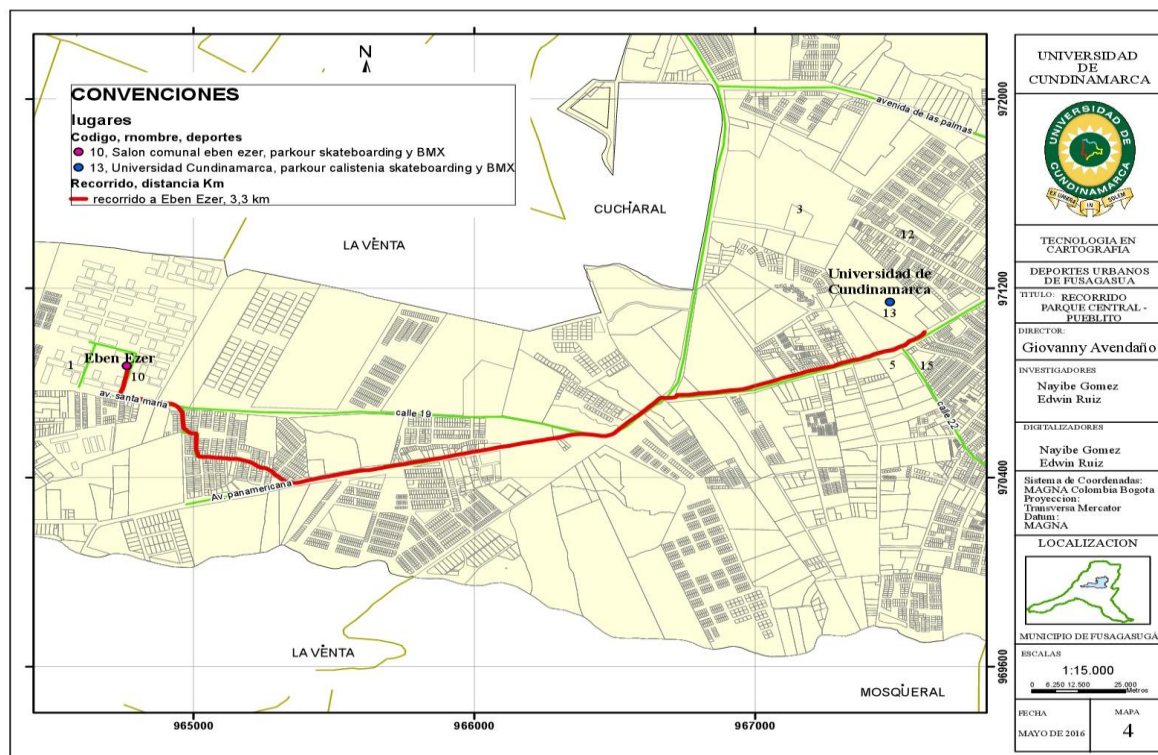 N
CONVENCIONES
lugares
Codigo, rnombre, deportes
10, Salon comunal eben ezer, parkour skateboarding y BMX
13, Universidad Cundinamarca, parkour calistenia skateboarding y BMX
Recorrido, distancia Km
recorrido a Eben Ezer, 3,3 km
avenida de las palmas
CUCHARAL
3
12
LA VENTA
Universidad de
Cundinamarca
13
Eben Ezer
1
10
5
15
av. santa maria
calle 19
calle 22
Av. panamericana
LA VENTA
MOSQUERAL
972000
971200
970400
969600
965000
966000
967000
UNIVERSIDAD
DE
CUNDINAMARCA
UNIVERSIDAD DE
CUNDINAMARCA
TECNOLOGIA EN
CARTOGRAFIA
DEPORTES URBANOS
DE FUSAGASUA
TITULO: RECORRIDO
PARQUE CENTRAL -
PUEBLITO
DIRECTOR:
Giovanny Avendaño
INVESTIGADORES
Nayibe Gomez
Edwin Ruiz
DIGITALIZADORES
Nayibe Gomez
Edwin Ruiz
Sistema de Coordenadas:
MAGNA Colombia Bogota
Proyeccion:
Transversa Mercator
Datum:
MAGNA
LOCALIZACION
MUNICIPIO DE FUSAGASUGÁ
ESCALAS
1:15.000
0 6.250 12.500 25.000
Metros
FECHA
MAYO DE 2016
MAPA
4